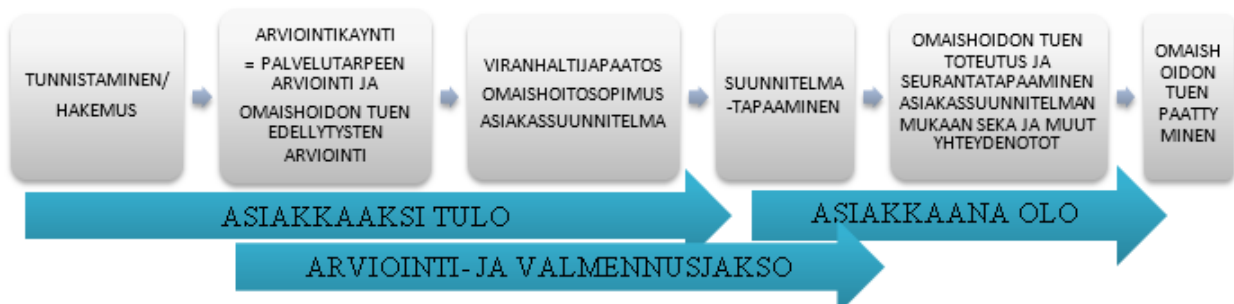 TUNNISTAMINEN/
HAKEMUS
ARVIOINTIKAYNTI
= PALVELUTARPEEN
ARVIOINTI JA
OMAISHOIDON TUEN
EDELLYTYSTEN
ARVIOINTI
VIRANHALTIJAPAATOS
OMAISHOITOSOPIMUS
ASIAKASSUUNNITELMA
SUUNNITELMA
-TAPAAMINEN
OMAISHOIDON TUEN
TOTEUTUS JA
SEURANTATAPAAMINEN
ASIAKASSUUNNITELMAN
MUKAAN SEKA JA MUUT
YHTEYDENOTOT
OMAISH
OIDON
TUEN
PAATTY
MINEN
ASIAKKAAKSI TULO
ASIAKKAANA OLO
ARVIOINTI- JA VALMENNUSJAKSO